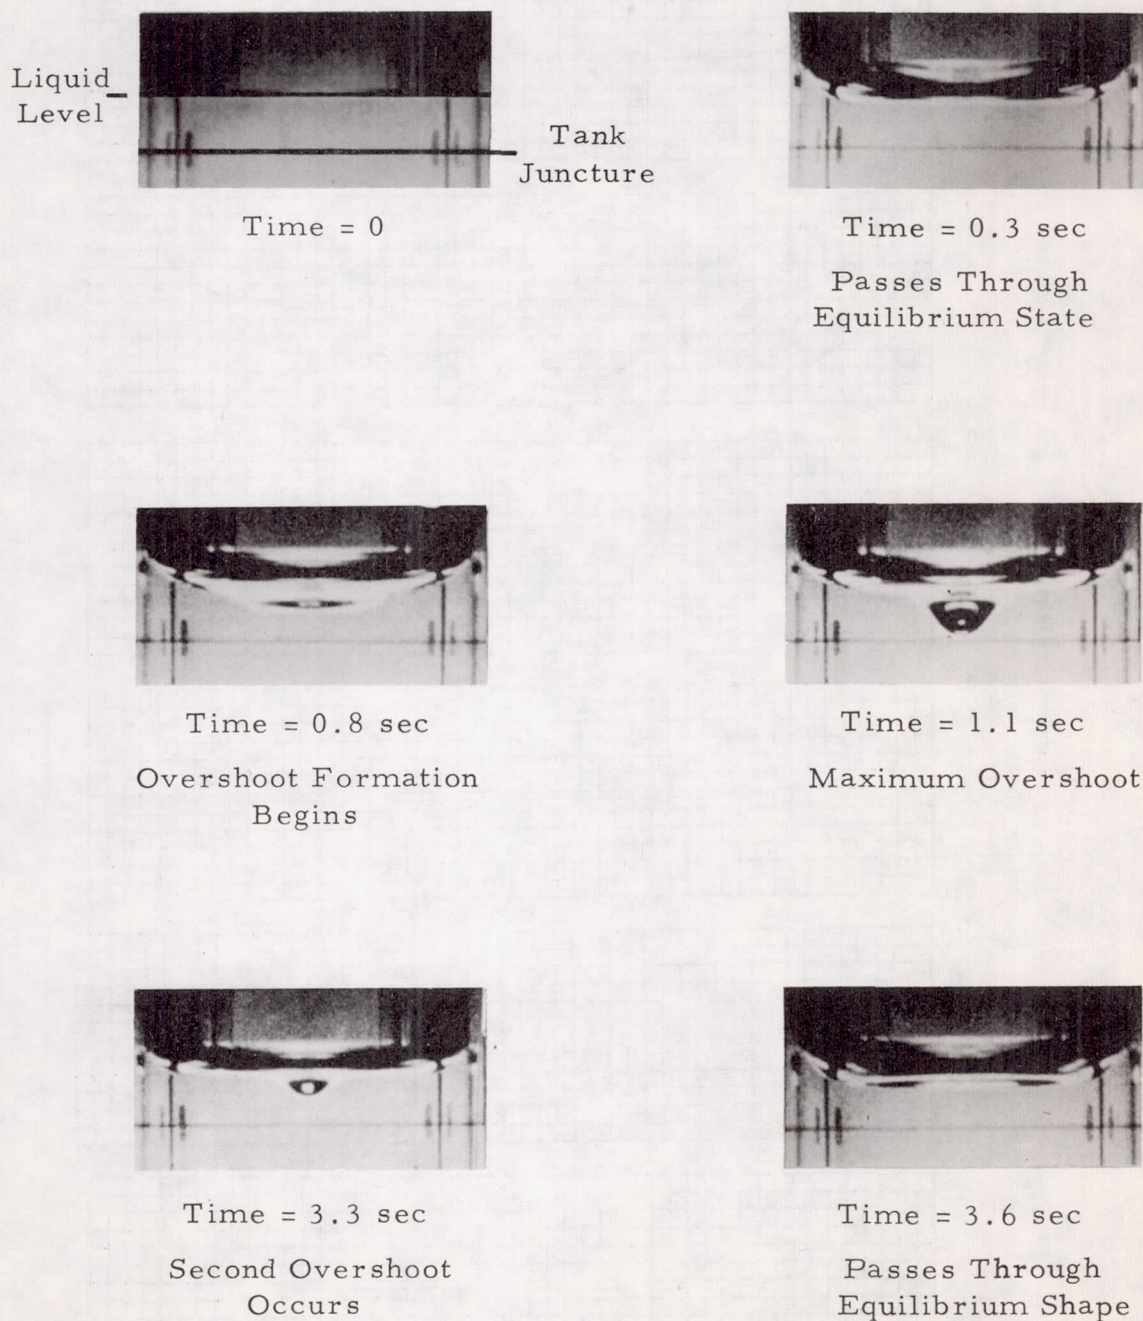 Liquid
Level
Tank
Juncture
Time = 0
Time = 0.3 sec
Passes Through
Equilibrium State
Time = 0.8 sec
Overshoot Formation
Begins
Time = 1.1 sec
Maximum Overshoot
Time = 3.3 sec
Second Overshoot
Occurs
Time = 3.6 sec
Passes Through
Equilibrium Shape